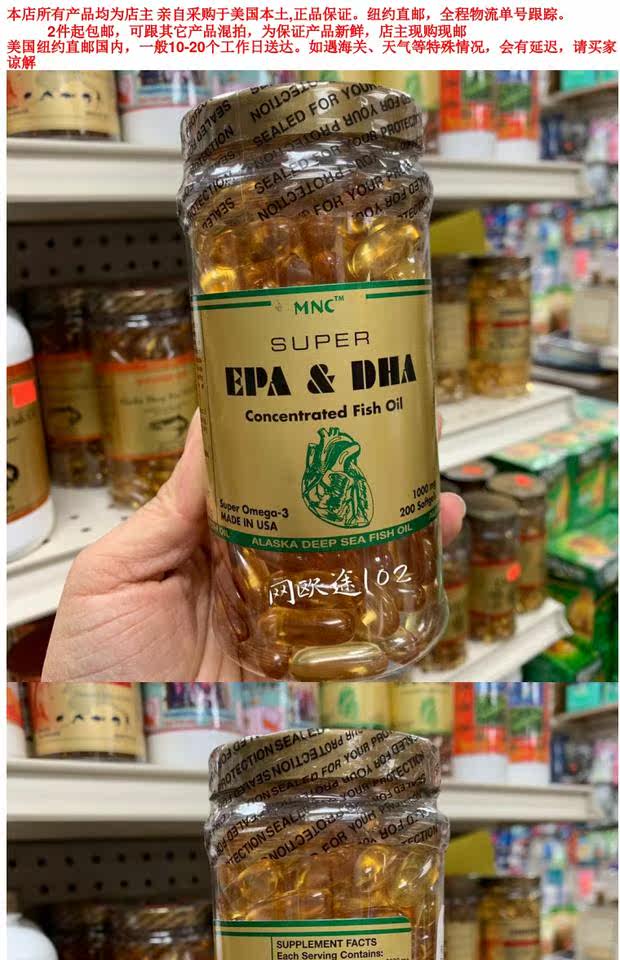 本店所有产品均为店主 亲自采购于美国本土,正品保证。纽约直邮，全程物流单号跟踪。
2件起包邮，可跟其它产品混拍，为保证产品新鲜，店主现购现邮
美国纽约直邮国内，一般10-20个工作日送达。如遇海关、天气等特殊情况，会有延迟，请买家
谅解
SEALED FOR YOUR PROTECTION
MNC™
SUPER
EPA & DHA
Concentrated Fish Oil
Super Omega-3
MADE IN USA
1000 mg
200 Softgels
ALASKA DEEP SEA FISH OIL
网欧途102
SEALED FOR YOUR PROTECTION
SUPPLEMENT FACTS
Each Serving Contains: